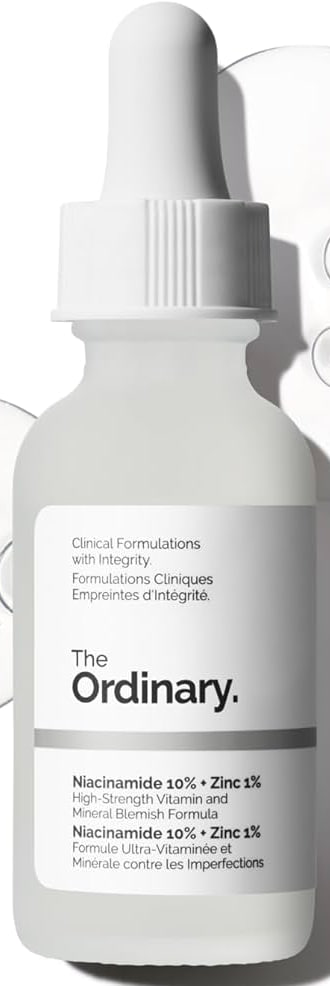 Clinical Formulations
with Integrity.
Formulations Cliniques
Empreintes d'Intégrité.
The
Ordinary.
Niacinamide 10% + Zinc 1%
High-Strength Vitamin and
Mineral Blemish Formula
Niacinamide 10% + Zinc 1%
Formule Ultra-Vitaminée et
Minérale contre les Imperfections